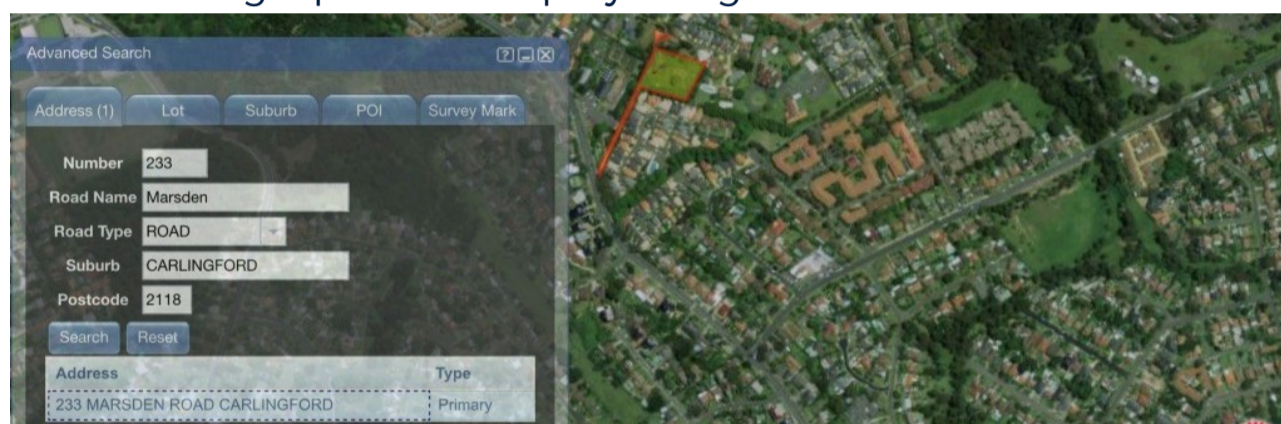 Advanced Search
Address (1) Lot Suburb POI Survey Mark
Number 233
Road Name Marsden
Road Type ROAD
Suburb CARLINGFORD
Postcode 2118
Search Reset
Address Type
233 MARSDEN ROAD CARLINGFORD Primary